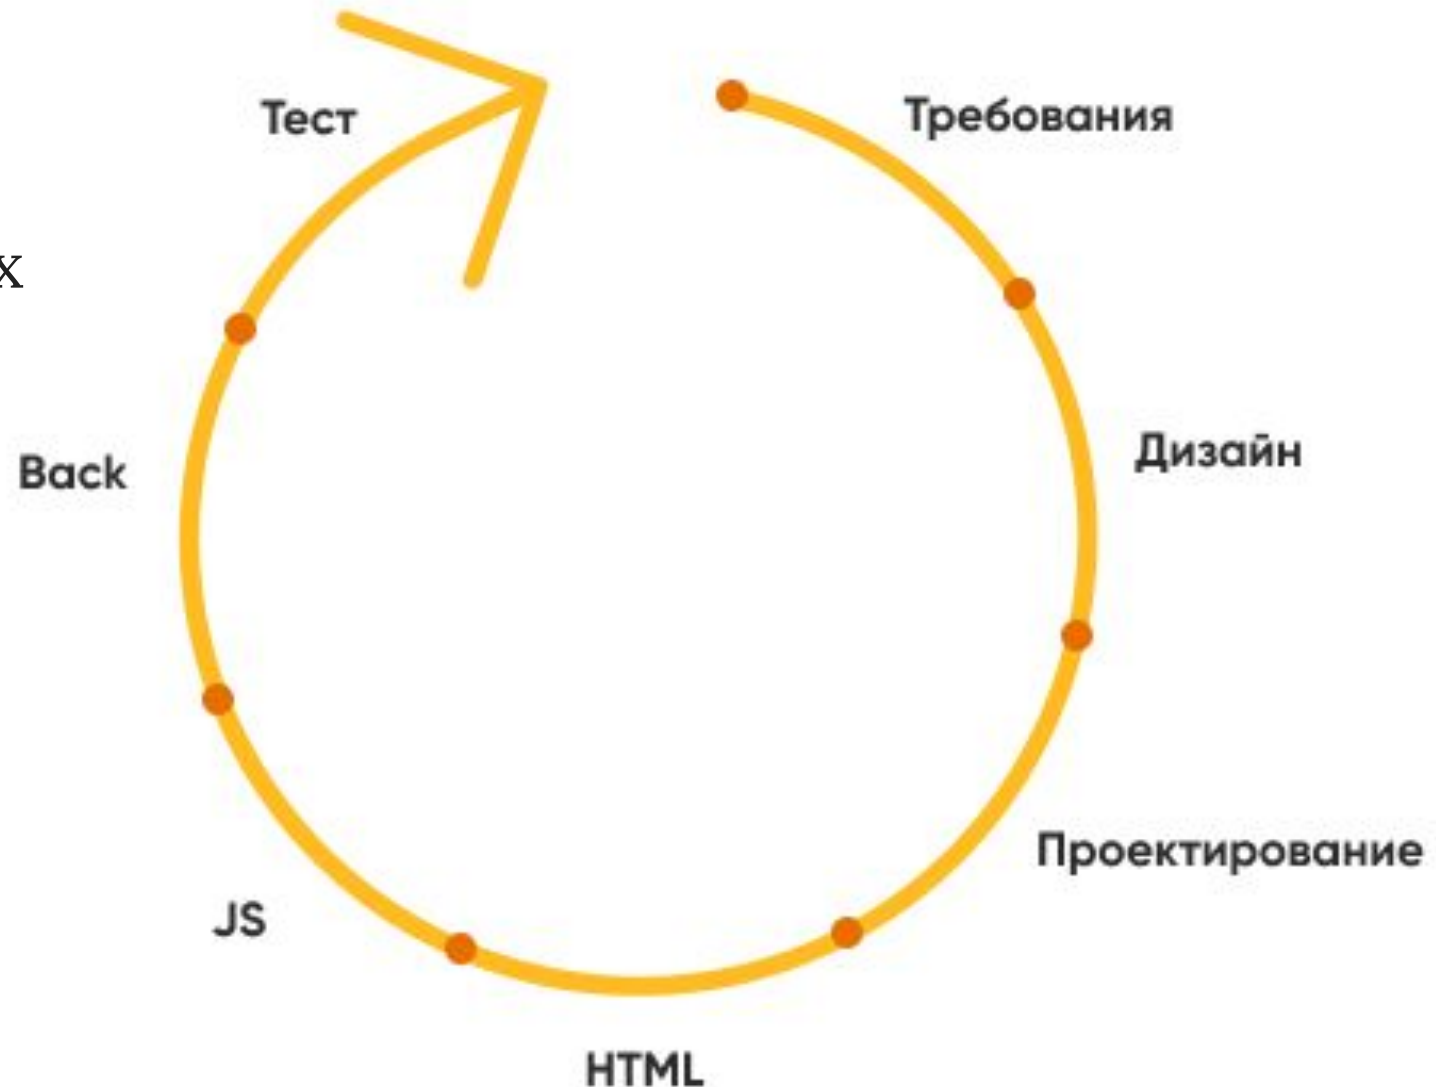 Тест
Требования
х
Back
Дизайн
Проектирование
JS
HTML